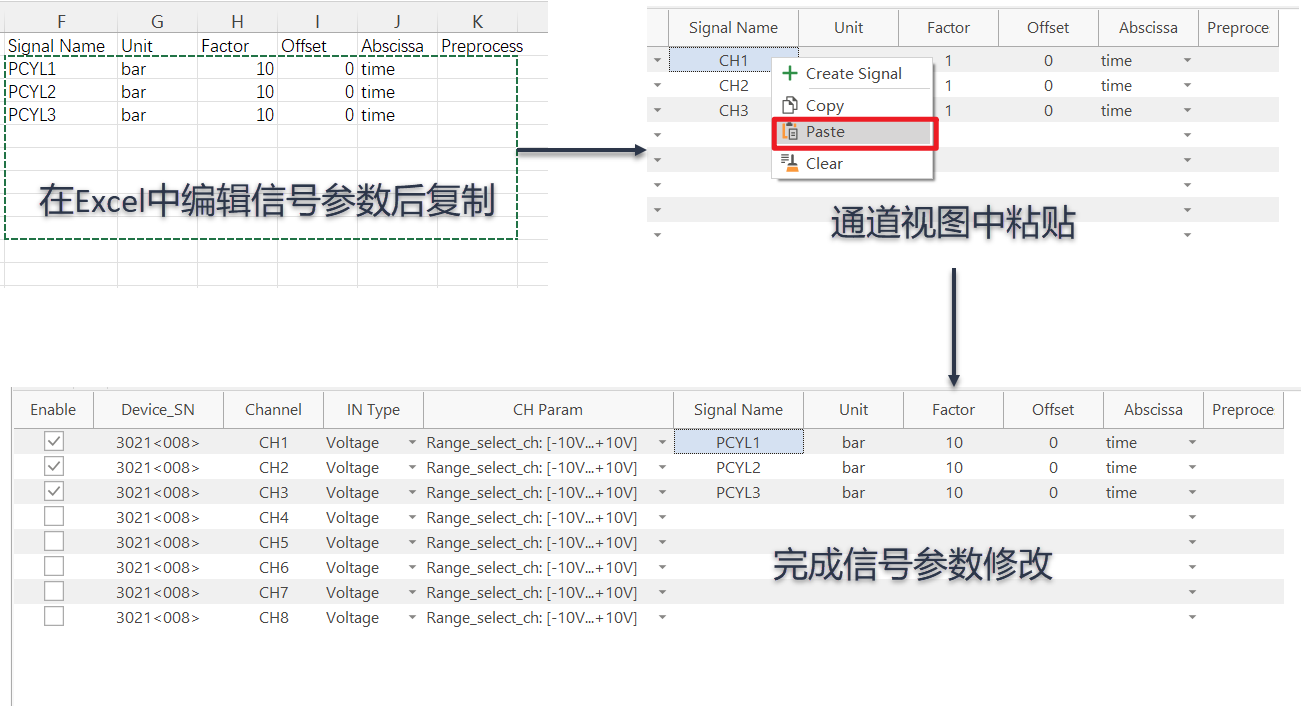 F G H I J K
Signal Name Unit Factor Offset Abscissa Preprocess
PCYL1 bar 10 0 time
PCYL2 bar 10 0 time
PCYL3 bar 10 0 time
在Excel中编辑信号参数后复制
Signal Name Unit Factor Offset Abscissa Preproce
CH1 1 0 time
CH2 1 0 time
CH3 1 0 time
Create Signal
Copy
Paste
Clear
通道视图中粘贴
Enable Device_SN Channel IN Type CH Param Signal Name Unit Factor Offset Abscissa Preproce
3021<008> CH1 Voltage Range_select_ch: [-10V...+10V] PCYL1 bar 10 0 time
3021<008> CH2 Voltage Range_select_ch: [-10V...+10V] PCYL2 bar 10 0 time
3021<008> CH3 Voltage Range_select_ch: [-10V...+10V] PCYL3 bar 10 0 time
3021<008> CH4 Voltage Range_select_ch: [-10V...+10V]
3021<008> CH5 Voltage Range_select_ch: [-10V...+10V]
3021<008> CH6 Voltage Range_select_ch: [-10V...+10V]
3021<008> CH7 Voltage Range_select_ch: [-10V...+10V]
3021<008> CH8 Voltage Range_select_ch: [-10V...+10V]
完成信号参数修改